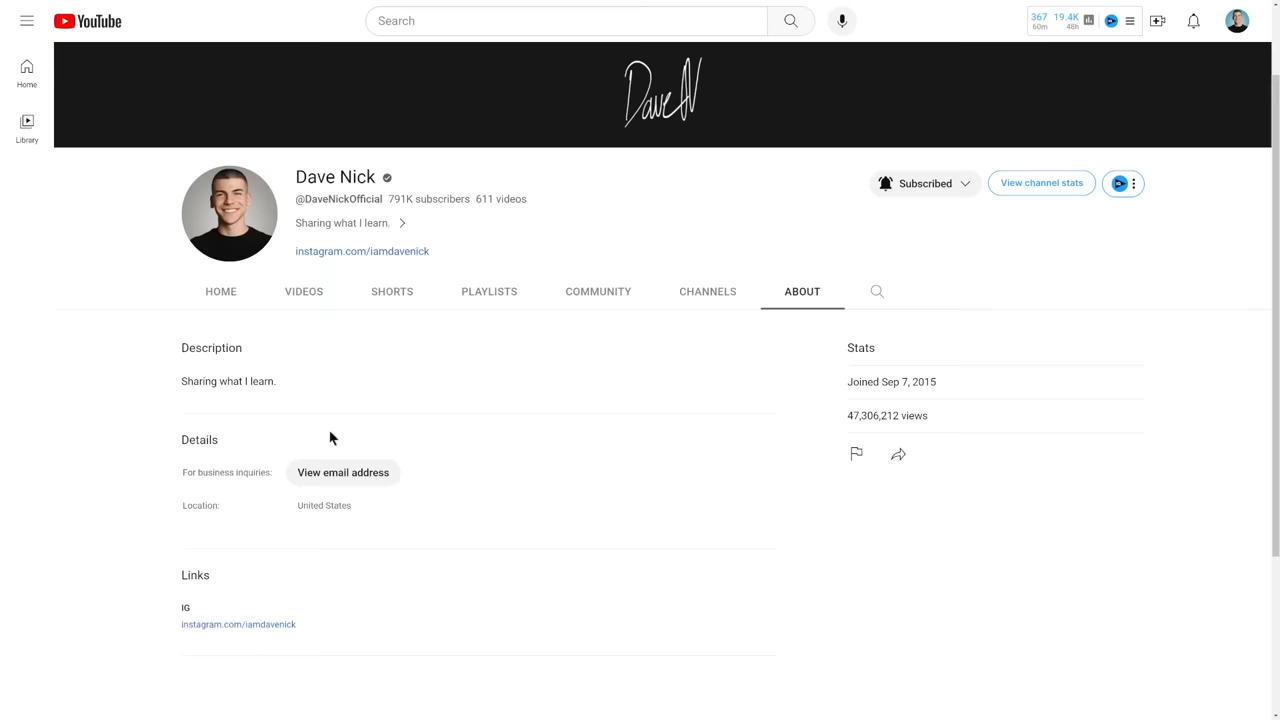 YouTube
Search
367 19.4K
60m 48h
Home
Library
Dave N
Dave Nick
@DaveNickOfficial 791K subscribers 611 videos
Sharing what I learn.
instagram.com/iamdavenick
Subscribed
View channel stats
HOME VIDEOS SHORTS PLAYLISTS COMMUNITY CHANNELS ABOUT
Description
Sharing what I learn.
Details
For business inquiries: View email address
Location: United States
Links
IG
instagram.com/iamdavenick
Stats
Joined Sep 7, 2015
47,306,212 views